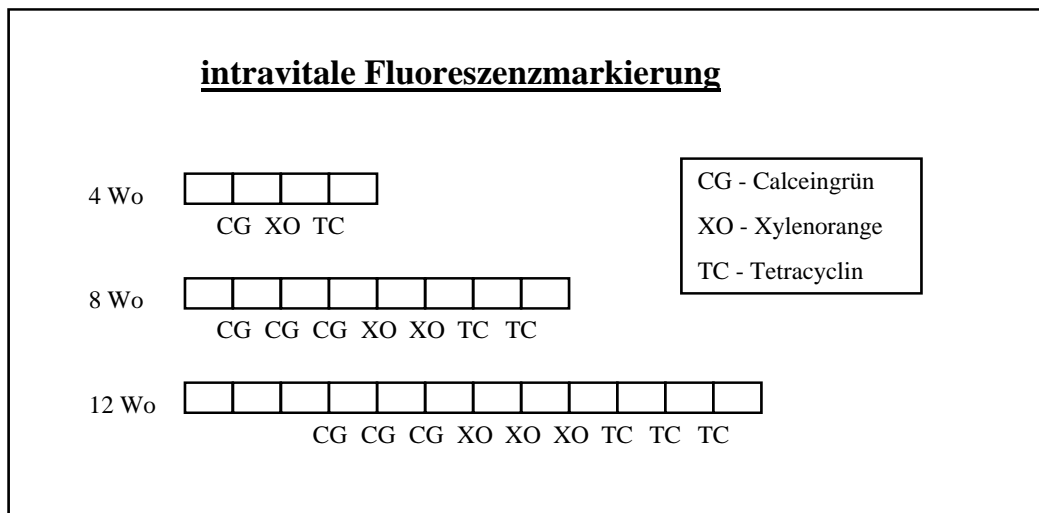 intravitale Fluoreszenzmarkierung
4 Wo
CG XO TC
8 Wo
CG CG CG XO XO TC TC
12 Wo
CG CG CG XO XO XO TC TC TC
CG - Calceingrün
XO - Xylenorange
TC - Tetracyclin